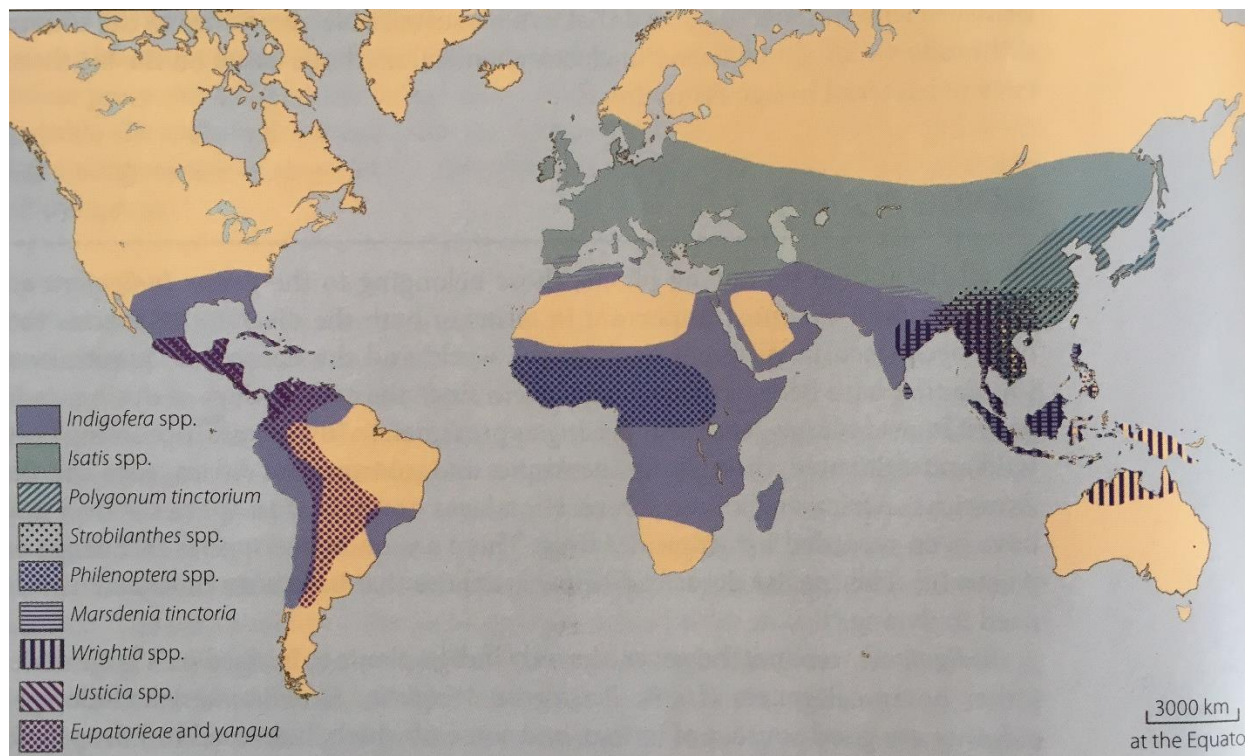 Indigofera spp.
Isatis spp.
Polygonum tinctorium
Strobilanthes spp.
Philenoptera spp.
Marsdenia tinctoria
Wrightia spp.
Justicia spp.
Eupatorieae and yangua
3000 km
at the Equato